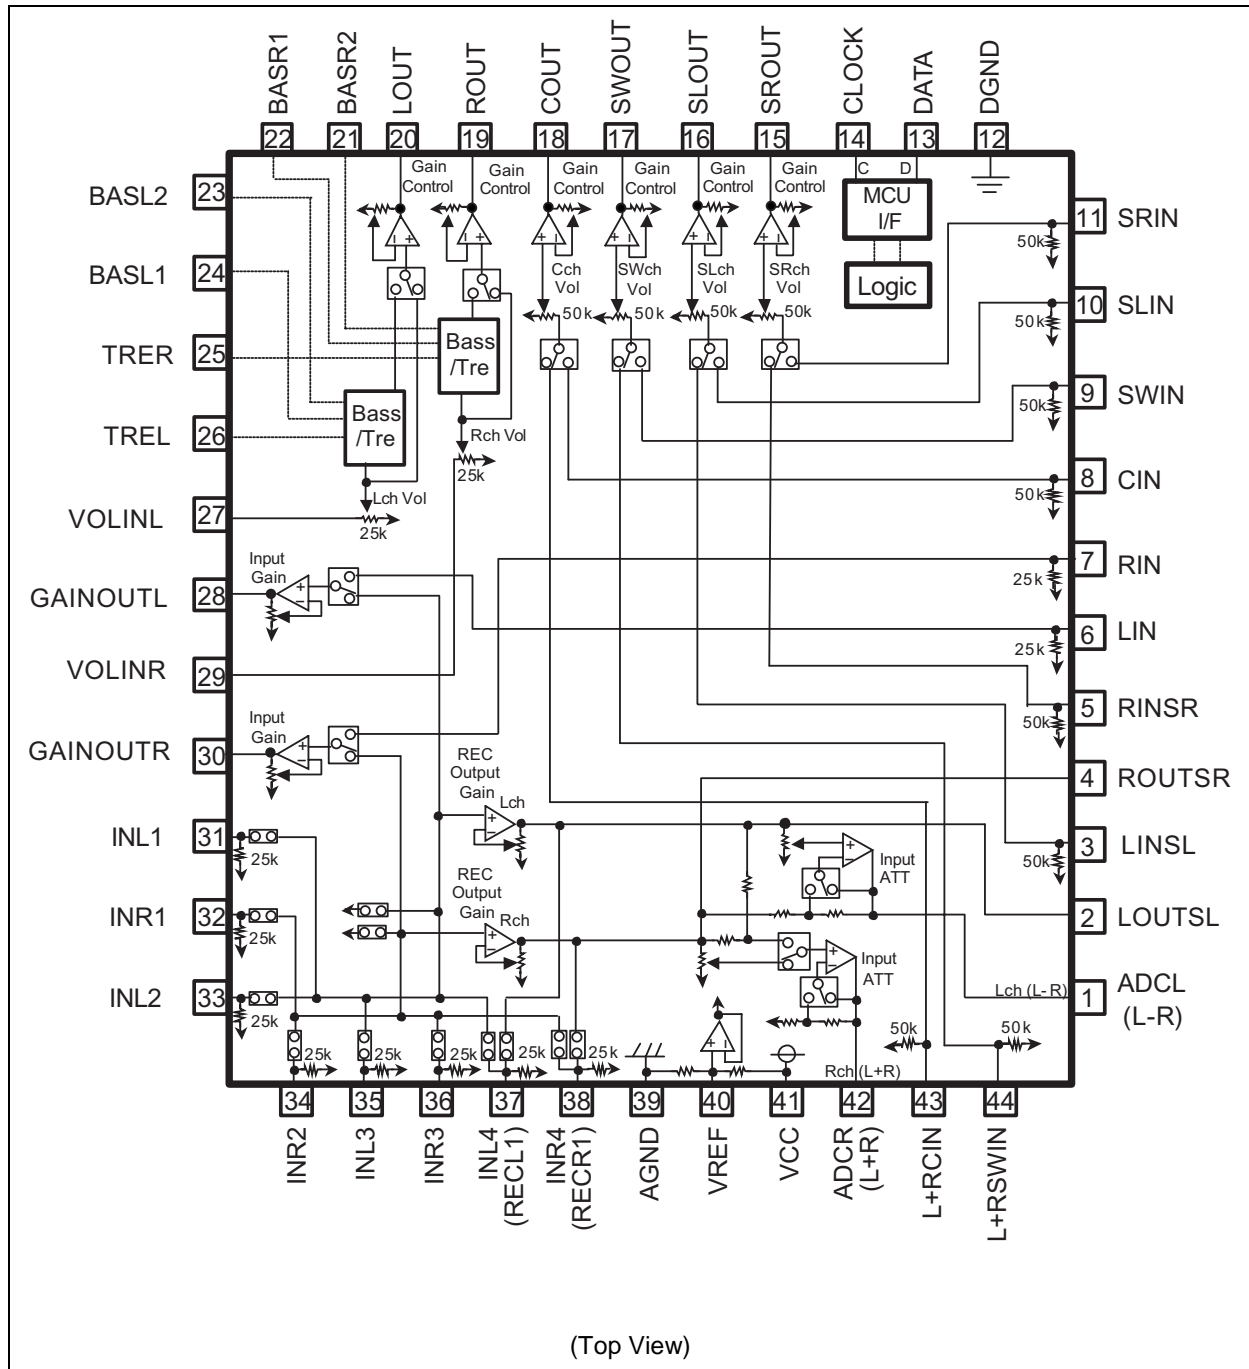 BASR1
BASR2
LOUT
ROUT
COUT
SWOUT
SLOUT
SROUT
CLOCK
DATA
DGND
22
21
20
19
18
17
16
15
14
13
12
BASL2
23
BASL1
24
TRER
25
TREL
26
VOLINL
27
GAINOUTL
28
VOLINR
29
GAINOUTR
30
INL1
31
INR1
32
INL2
33
Gain
Control
Gain
Control
Gain
Control
Gain
Control
Gain
Control
Gain
Control
C
D
MCU
I/F
Logic
Cch
Vol
SWch
Vol
SLch
Vol
SRch
Vol
50k
50k
50k
50k
Bass
/Tre
Bass
/Tre
Rch Vol
25k
Lch Vol
25k
Input
Gain
Input
Gain
REC
Output
Gain
Lch
REC
Output
Gain
Rch
Input
ATT
Input
ATT
Lch (L-R)
Rch (L+R)
25k
25k
25k
25k
25k
25k
25k
25k
50k
50k
11
SRIN
50k
10
SLIN
50k
9
SWIN
50k
8
CIN
50k
7
RIN
25k
6
LIN
25k
5
RINSR
50k
4
ROUTSR
3
LINSL
50k
2
LOUTSL
1
ADCL
(L-R)
34
35
36
37
38
39
40
41
42
43
44
INR2
INL3
INR3
INL4
(RECL1)
INR4
(RECR1)
AGND
VREF
VCC
ADCR
(L+R)
L+RCIN
L+RSWIN
(Top View)